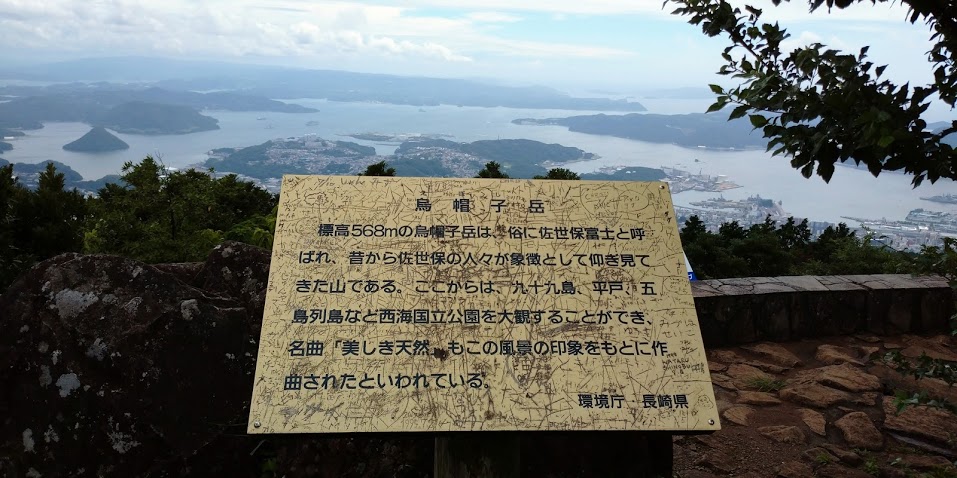 烏帽子岳
標高568mの烏帽子岳は、俗に佐世保富士と呼
ばれ、昔から佐世保の人々が象徴として仰ぎ見て
きた山である。ここからは、九十九島、平戸、五
島列島など西海国立公園を大観することができ、
名曲「美しき天然」もこの風景の印象をもとに作
曲されたといわれている。
環境庁・長崎県